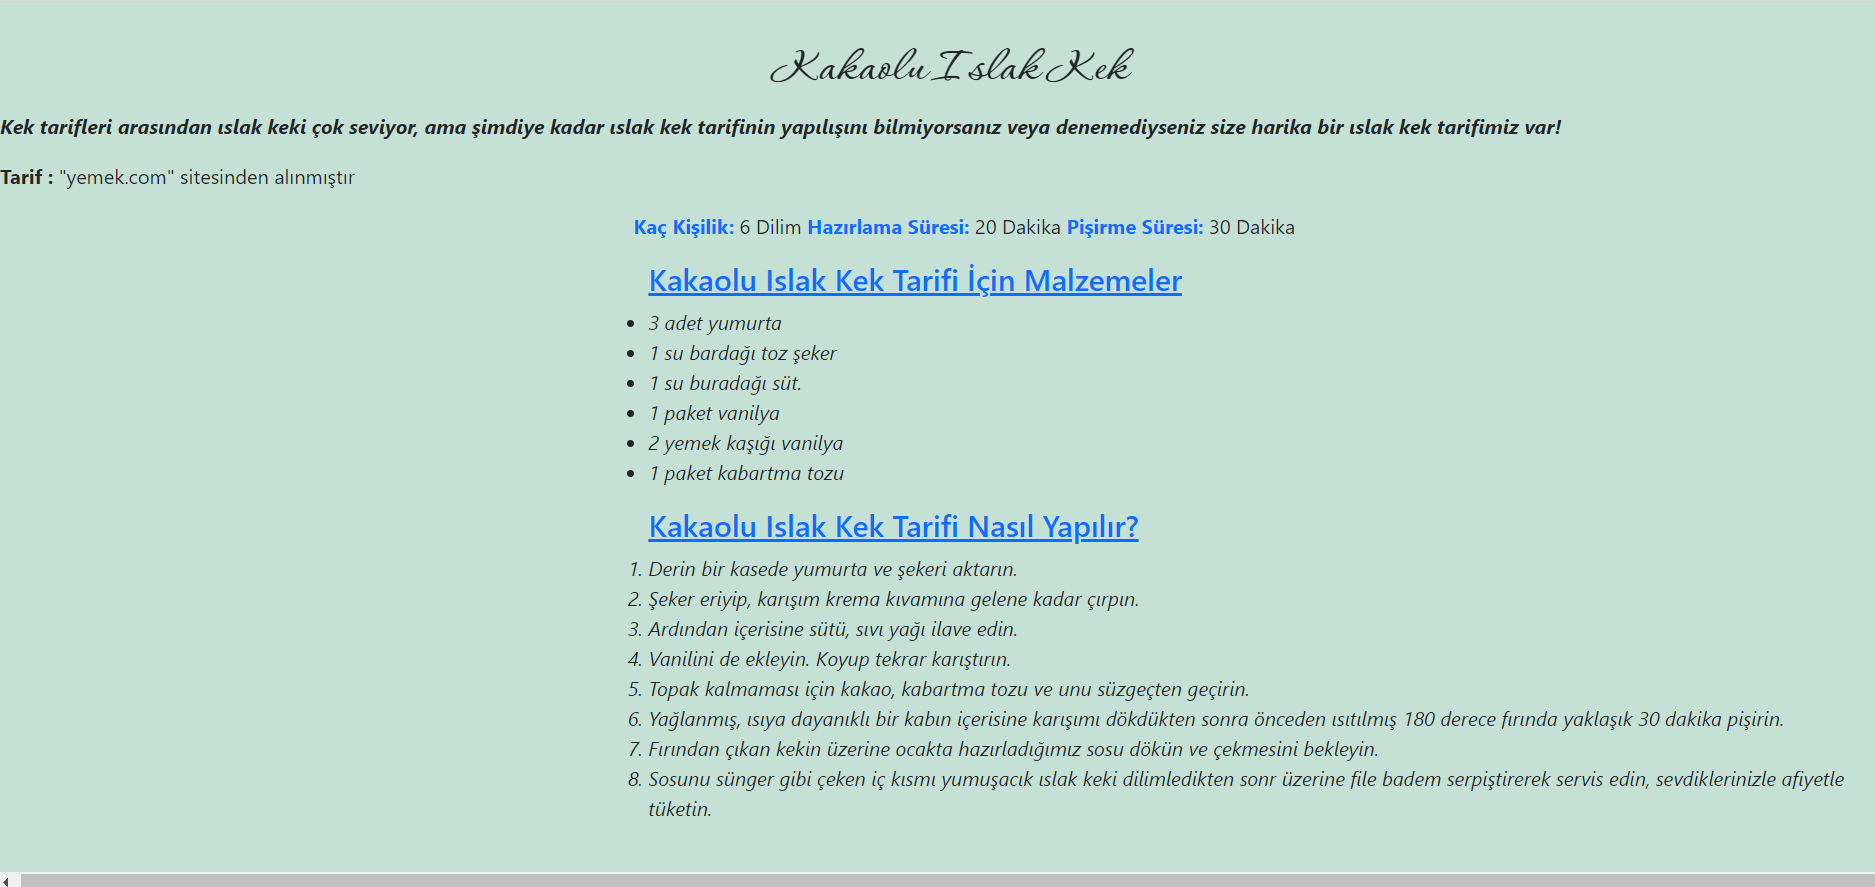 Kakaolu Islak Kek
Kek tarifleri arasından ıslak keki çok seviyor, ama şimdiye kadar ıslak kek tarifinin yapılışını bilmiyorsanız veya denemediyseniz size harika bir ıslak kek tarifimiz var!
Tarif : "yemek.com" sitesinden alınmıştır
Kaç Kişilik: 6 Dilim Hazırlama Süresi: 20 Dakika Pişirme Süresi: 30 Dakika
Kakaolu Islak Kek Tarifi İçin Malzemeler
• 3 adet yumurta
• 1 su bardağı toz şeker
• 1 su buradağı süt.
• 1 paket vanilya
• 2 yemek kaşığı vanilya
• 1 paket kabartma tozu
Kakaolu Islak Kek Tarifi Nasıl Yapılır?
1. Derin bir kasede yumurta ve şekeri aktarın.
2. Şeker eriyip, karışım krema kıvamına gelene kadar çırpın.
3. Ardından içerisine sütü, sıvı yağı ilave edin.
4. Vanilini de ekleyin. Koyup tekrar karıştırın.
5. Topak kalmaması için kakao, kabartma tozu ve unu süzgeçten geçirin.
6. Yağlanmış, ısıya dayanıklı bir kabın içerisine karışımı dökdükten sonra önceden ısıtılmış 180 derece fırında yaklaşık 30 dakika pişirin.
7. Fırından çıkan kekin üzerine ocakta hazırladığımız sosu dökün ve çekmesini bekleyin.
8. Sosunu sünger gibi çeken iç kısmı yumuşacık ıslak keki dilimledikten sonr üzerine file badem serpiştirerek servis edin, sevdiklerinizle afiyetle
tüketin.